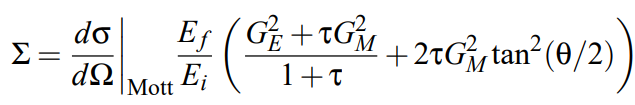 Σ = dσ/dΩ|_Mott E_f/E_i ( (G_E^2 + τG_M^2)/(1 + τ) + 2τG_M^2 tan^2(θ/2) )